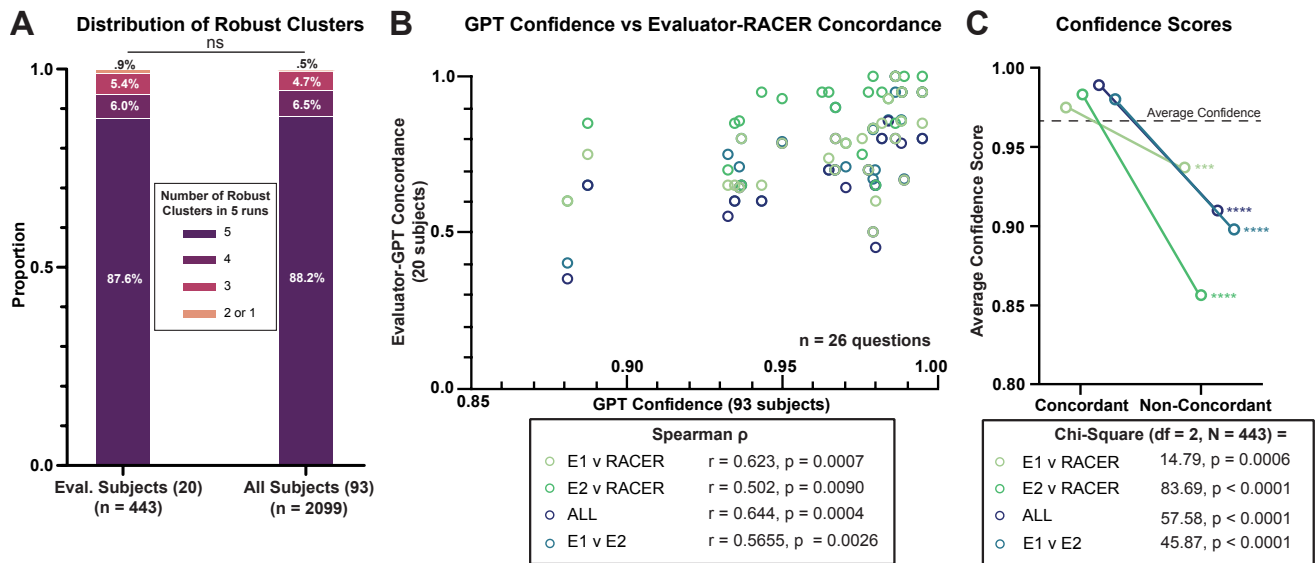 A
Distribution of Robust Clusters
ns
.9%
.5%
1.0
5.4%
4.7%
6.0%
6.5%
Number of Robust
Clusters in 5 runs
5
4
3
2 or 1
0.5
87.6%
88.2%
Proportion
0.0
Eval. Subjects (20)
(n = 443)
All Subjects (93)
(n = 2099)
B
GPT Confidence vs Evaluator-RACER Concordance
Evaluator-GPT Concordance
(20 subjects)
1.0
0.5
0.0
n = 26 questions
0.85
0.90
0.95
1.00
GPT Confidence (93 subjects)
Spearman ρ
E1 v RACER r = 0.623, p = 0.0007
E2 v RACER r = 0.502, p = 0.0090
ALL r = 0.644, p = 0.0004
E1 v E2 r = 0.5655, p = 0.0026
C
Confidence Scores
Average Confidence Score
1.00
0.95
0.90
0.85
0.80
Average Confidence
***
****
****
****
Concordant
Non-Concordant
Chi-Square (df = 2, N = 443) =
E1 v RACER 14.79, p = 0.0006
E2 v RACER 83.69, p < 0.0001
ALL 57.58, p < 0.0001
E1 v E2 45.87, p < 0.0001